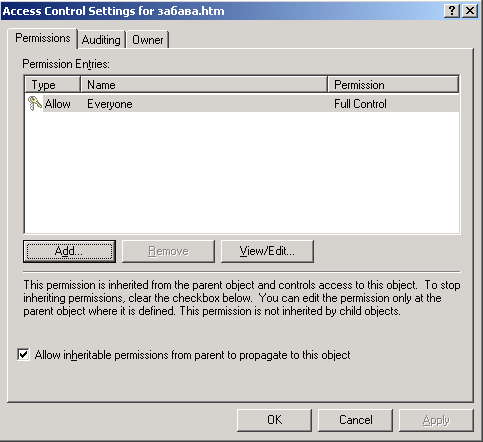 Access Control Settings for забава.htm
Permissions Auditing Owner
Permission Entries:
Type Name Permission
Allow Everyone Full Control
Add... Remove View/Edit...
This permission is inherited from the parent object and controls access to this object. To stop
inheriting permissions, clear the checkbox below. You can edit the permission only at the
parent object where it is defined. This permission is not inherited by child objects.
Allow inheritable permissions from parent to propagate to this object
OK Cancel Apply